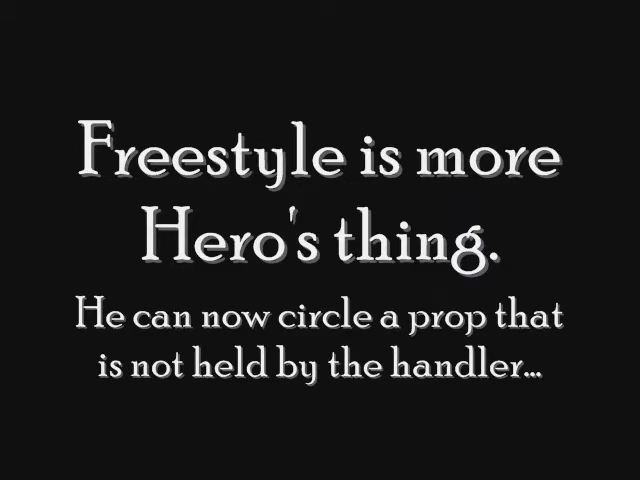 Freestyle is more
Hero's thing.
He can now circle a prop that
is not held by the handler...